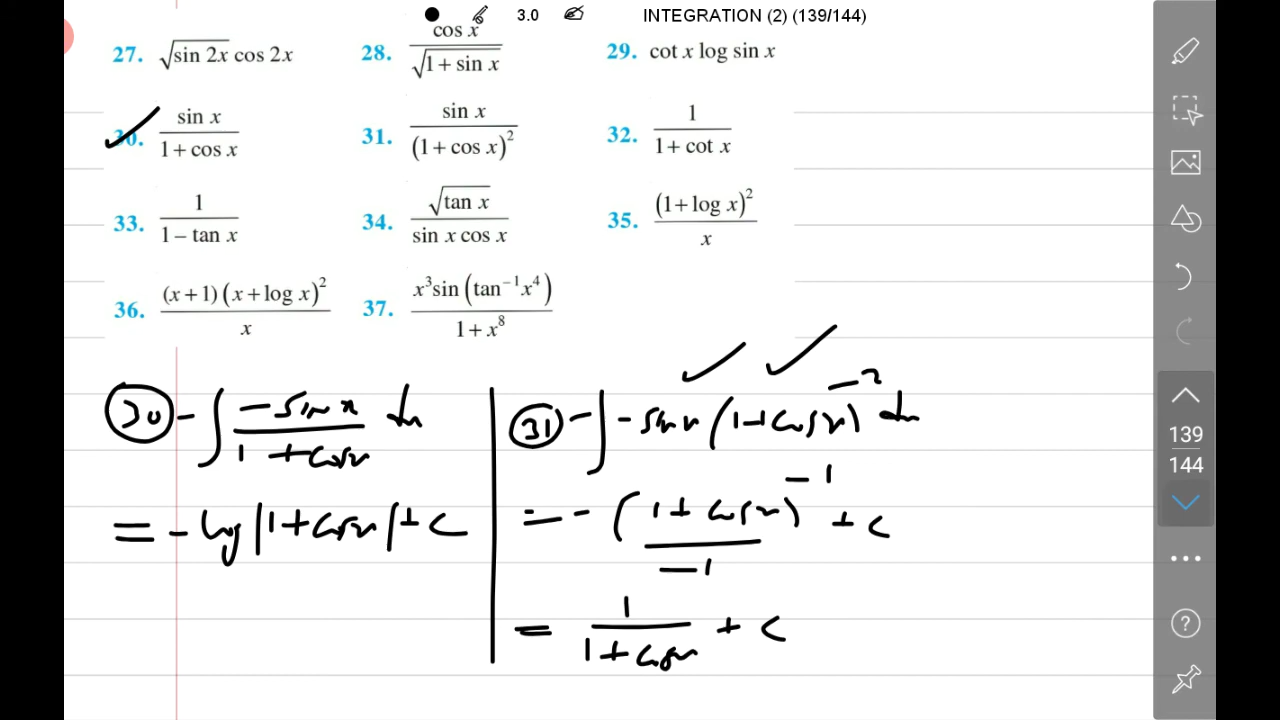 3.0 INTEGRATION (2) (139/144)
27. √(sin 2x) cos 2x 28. cos x / √(1 + sin x) 29. cot x log sin x
30. sin x / (1 + cos x) 31. sin x / (1 + cos x)² 32. 1 / (1 + cot x)
33. 1 / (1 – tan x) 34. √(tan x) / (sin x cos x) 35. (1 + log x)² / x
36. (x + 1)(x + log x)² / x 37. x³ sin (tan⁻¹ x⁴) / (1 + x⁸)
30 - ∫ (- sin x) / (1 + cos x) dx
= - log |1 + cos x| + c
31 - ∫ - sin x (1 + cos x)⁻² dx
= - (1 + cos x)⁻¹ / -1 + c
= 1 / (1 + cos x) + c
139
144
?